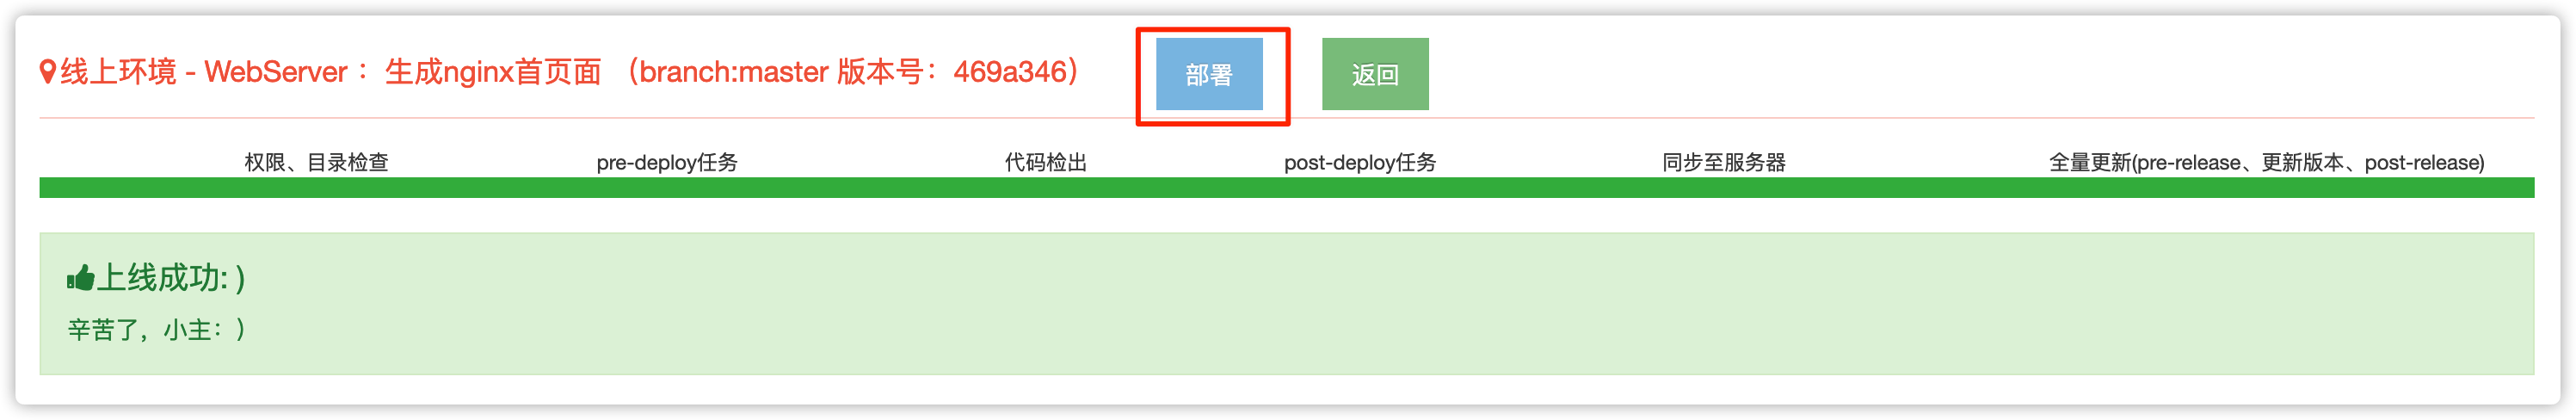 线上环境 - WebServer : 生成nginx首页面 （branch:master 版本号：469a346） 部署 返回
权限、目录检查 pre-deploy任务 代码检出 post-deploy任务 同步至服务器 全量更新(pre-release、更新版本、post-release)
上线成功: )
辛苦了，小主：）